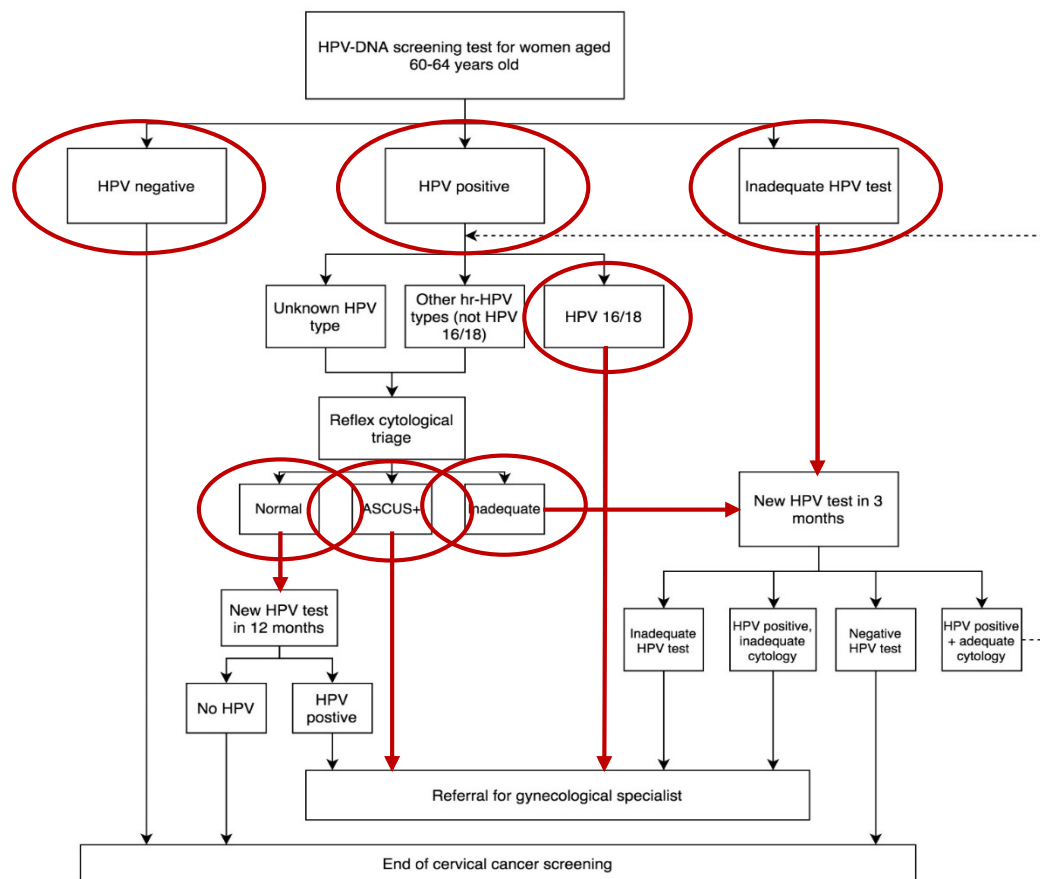 HPV-DNA screening test for women aged
60-64 years old
HPV negative
HPV positive
Inadequate HPV test
Unknown HPV
type
Other hr-HPV
types (not HPV
16/18)
HPV 16/18
Reflex cytological
triage
Normal
ASCUS+
Inadequate
New HPV test in 3
months
New HPV test
in 12 months
Inadequate
HPV test
HPV positive,
inadequate
cytology
Negative
HPV test
HPV positive
+ adequate
cytology
No HPV
HPV
postive
Referral for gynecological specialist
End of cervical cancer screening